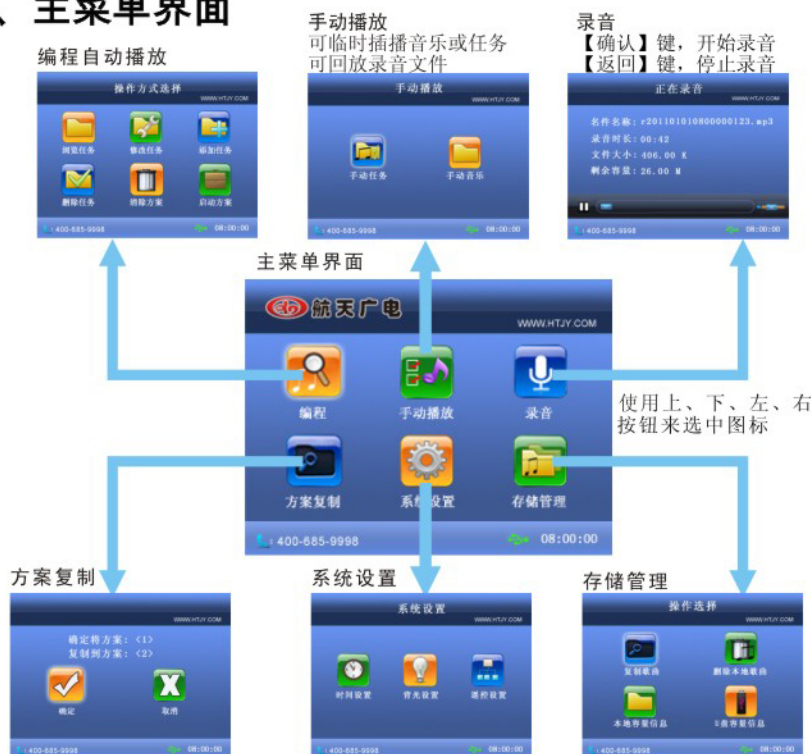 、主菜单界面
编程自动播放
操作方式选择
WWW.HTJY.COM
浏览任务 修改任务 添加任务
删除任务 清除方案 启动方案
: 400-685-9998 08:00:00
手动播放
可临时插播音乐或任务
可回放录音文件
手动播放
WWW.HTJY.COM
手动任务 手动音乐
: 400-685-9998 08:00:00
录音
【确认】键，开始录音
【返回】键，停止录音
正在录音
WWW.HTJY.COM
名件名称: r201101010800000123.mp3
录音时长: 00:42
文件大小: 406.00 K
剩余容量: 26.00 M
: 400-685-9998 08:00:00
主菜单界面
航天广电
WWW.HTJY.COM
编程 手动播放 录音
方案复制 系统设置 存储管理
: 400-685-9998 08:00:00
使用上、下、左、右
按钮来选中图标
方案复制
WWW.HTJY.COM
确定将方案: <1>
复制到方案: <2>
确定 取消
: 400-685-9998 08:00:00
系统设置
系统设置
WWW.HTJY.COM
时间设置 背光设置 遥控设置
: 400-685-9998 08:00:00
存储管理
操作选择
WWW.HTJY.COM
复制歌曲 删除本地歌曲
本地容量信息 U盘容量信息
: 400-685-9998 08:00:00